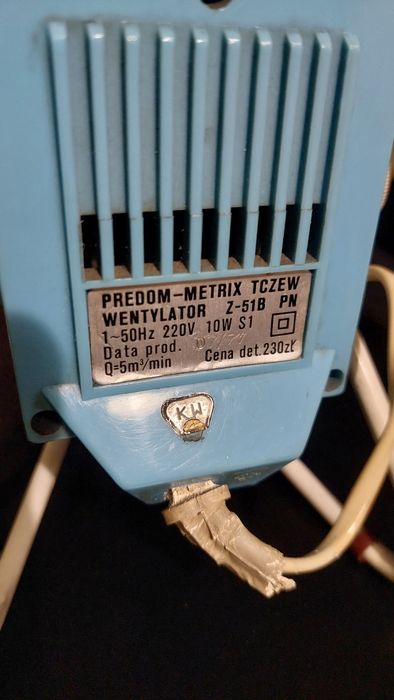 PREDOM-METRIX TCZEW
WENTYLATOR Z-51B PN
1~50Hz 220V 10W S1
Data prod.
Q=5m³/min Cena det.230zł
KW